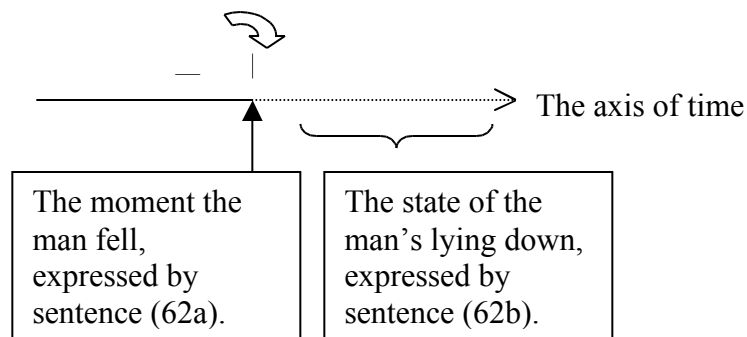 The axis of time
The moment the
man fell,
expressed by
sentence (62a).
The state of the
man’s lying down,
expressed by
sentence (62b).